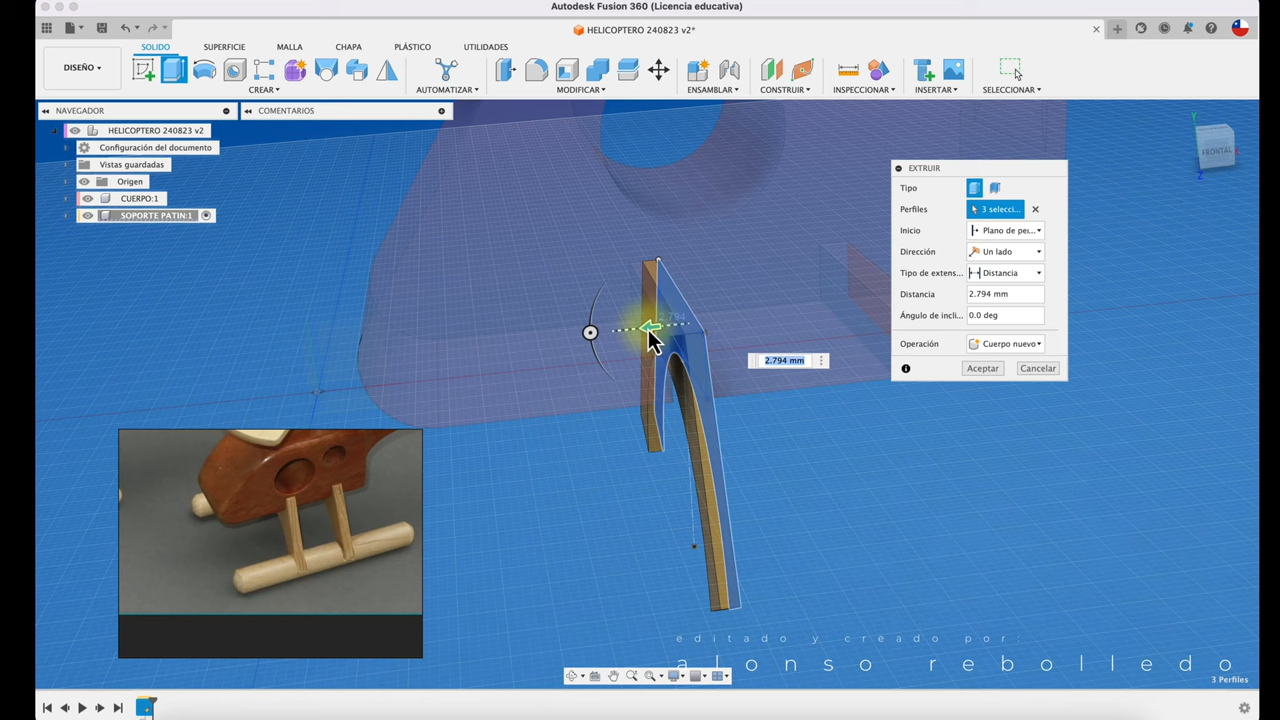 Autodesk Fusion 360 (Licencia educativa)
HELICOPTERO 240823 v2*
SOLIDO SUPERFICIE MALLA CHAPA PLÁSTICO UTILIDADES
DISEÑO
CREAR AUTOMATIZAR MODIFICAR ENSAMBLAR CONSTRUIR INSPECCIONAR INSERTAR SELECCIONAR
NAVEGADOR
COMENTARIOS
HELICOPTERO 240823 v2
Configuración del documento
Vistas guardadas
Origen
CUERPO:1
SOPORTE PATIN:1
Y
FRONTAL
X
Z
EXTRUIR
Tipo
Perfiles 3 selecci...
Inicio Plano de per...
Dirección Un lado
Tipo de extens... Distancia
Distancia 2.794 mm
Ángulo de incli... 0.0 deg
Operación Cuerpo nuevo
Aceptar Cancelar
2.794
2.794 mm
editado y creado por:
alonso rebolledo
3 Perfiles